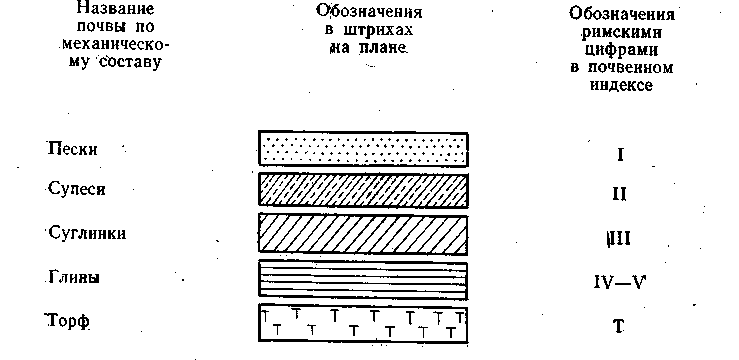 Название
почвы по
механическо-
му составу
Обозначения
в штрихах
на плане
Обозначения
римскими
цифрами
в почвенном
индексе
Пески
I
Супеси
II
Суглинки
III
Глины
IV—V
Торф
Т Т Т Т Т Т Т
Т Т Т Т Т Т
Т